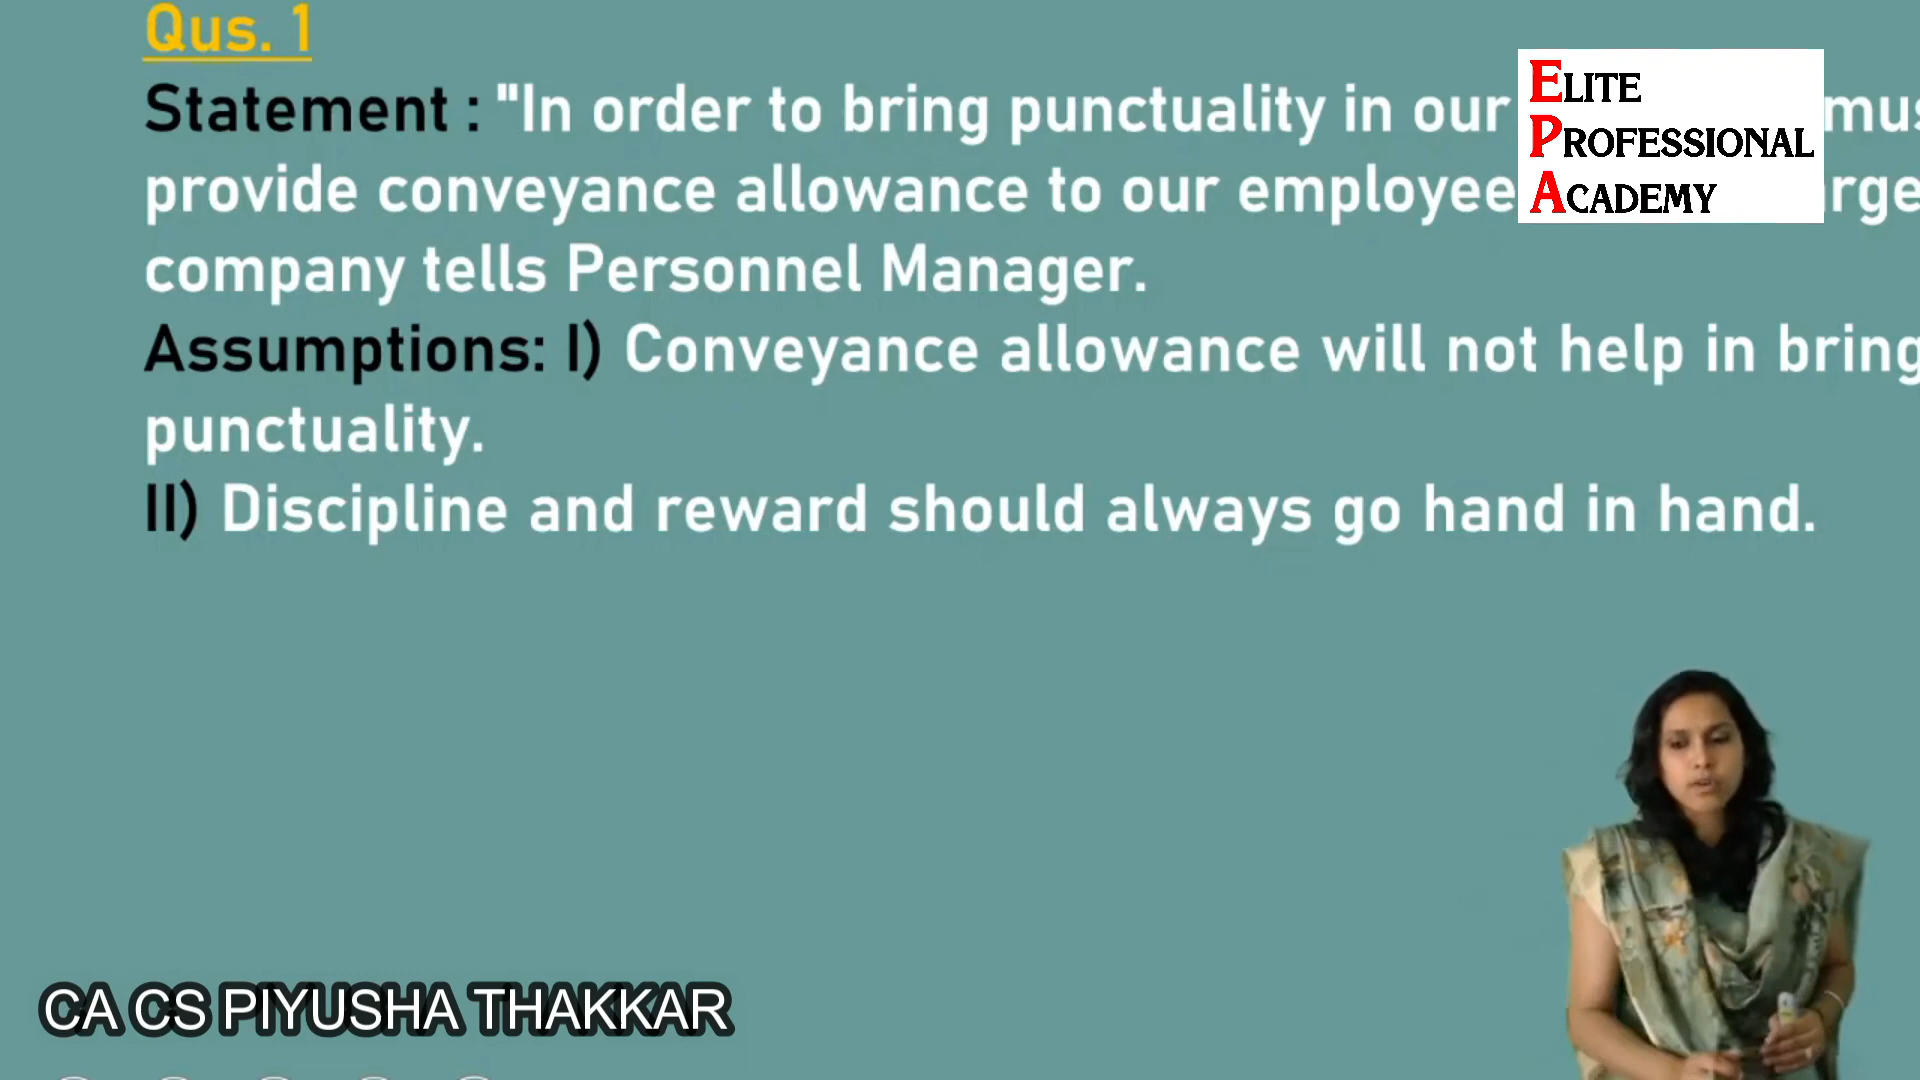 Qus. 1
Statement : "In order to bring punctuality in our
provide conveyance allowance to our employee
company tells Personnel Manager.
Assumptions: I) Conveyance allowance will not help in bring
punctuality.
II) Discipline and reward should always go hand in hand.
ELITE
PROFESSIONAL
ACADEMY
CA CS PIYUSHA THAKKAR